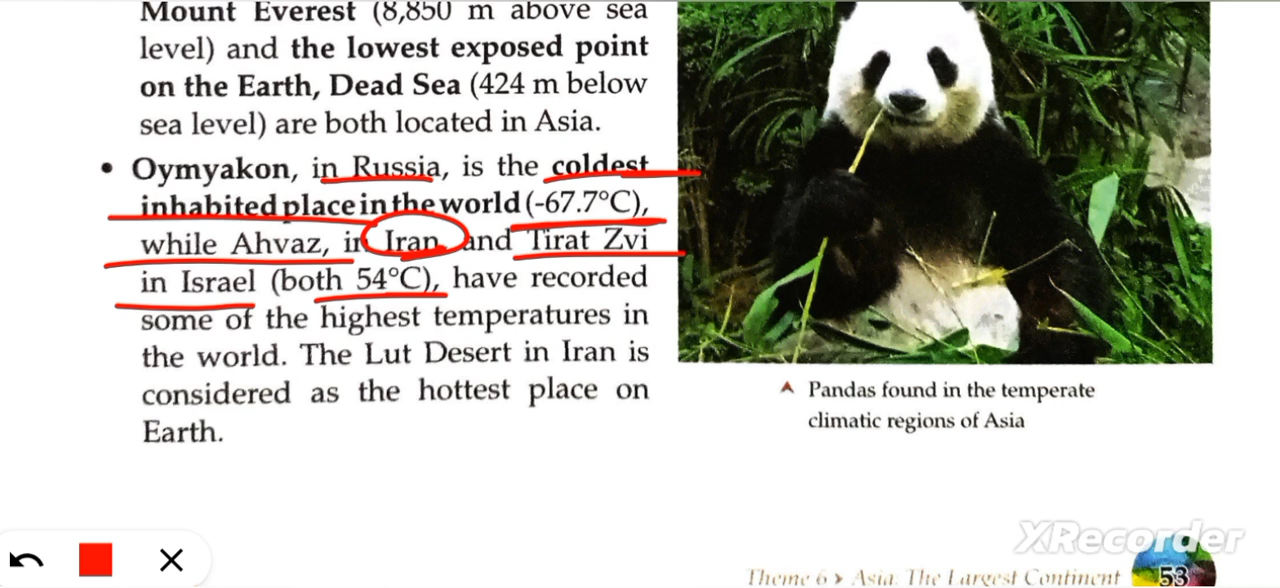 Mount Everest (8,850 m above sea
level) and the lowest exposed point
on the Earth, Dead Sea (424 m below
sea level) are both located in Asia.
• Oymyakon, in Russia, is the coldest
inhabited place in the world (-67.7°C),
while Ahvaz, in Iran and Tirat Zvi
in Israel (both 54°C), have recorded
some of the highest temperatures in
the world. The Lut Desert in Iran is
considered as the hottest place on
Earth.
Pandas found in the temperate
climatic regions of Asia
XRecorder
Theme 6 › Asia: The Largest Continent 53